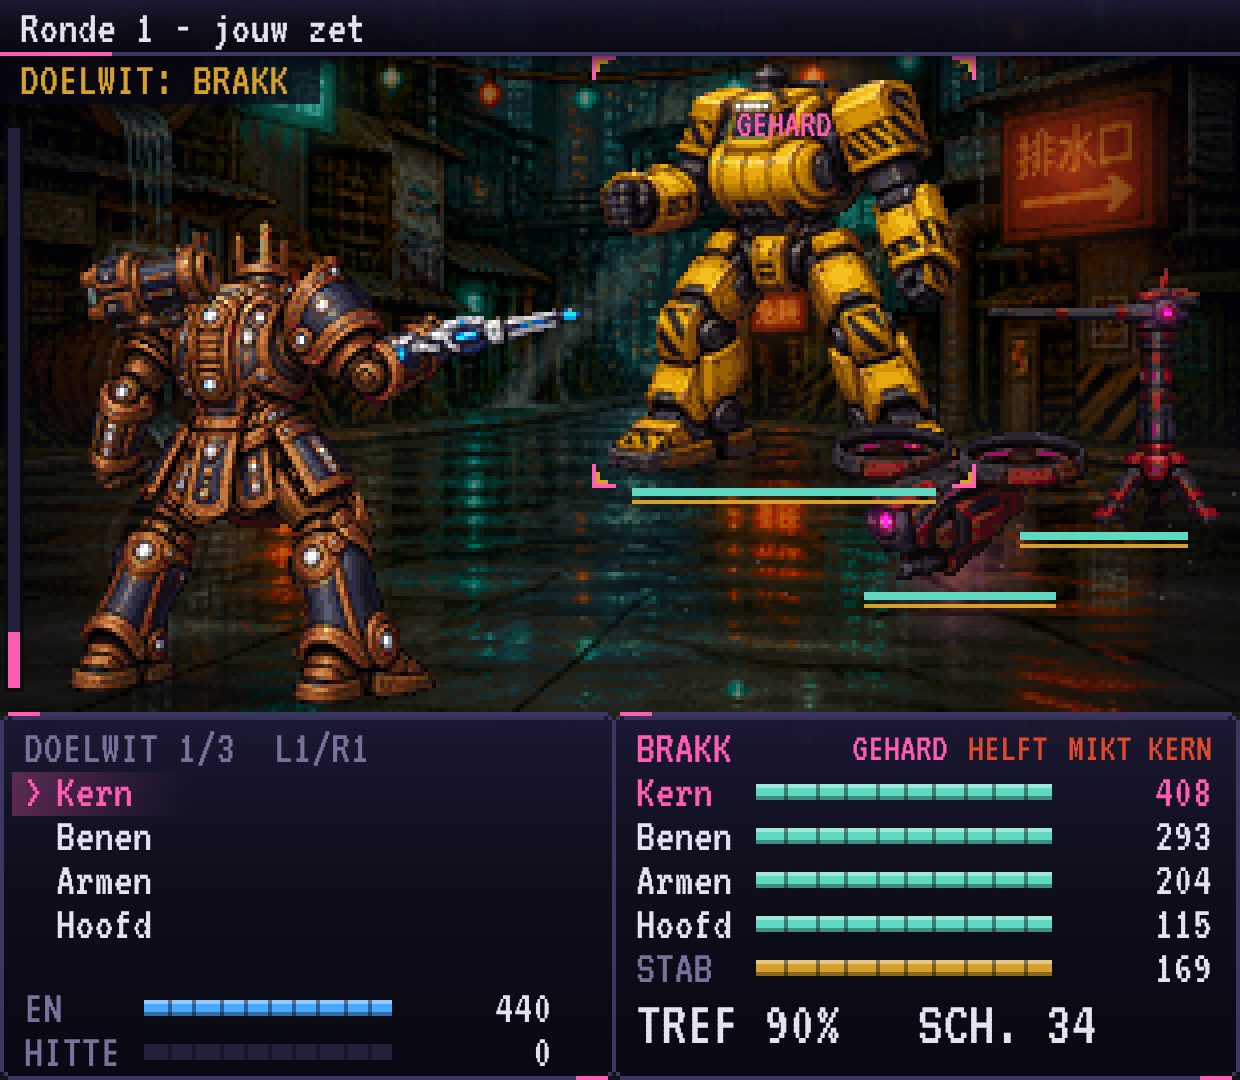 Ronde 1 - jouw zet
DOELWIT: BRAKK
GEHARD
排水口
DOELWIT 1/3 L1/R1
> Kern
Benen
Armen
Hoofd
EN 440
HITTE 0
BRAKK GEHARD HELFT MIKT KERN
Kern 408
Benen 293
Armen 204
Hoofd 115
STAB 169
TREF 90% SCH. 34